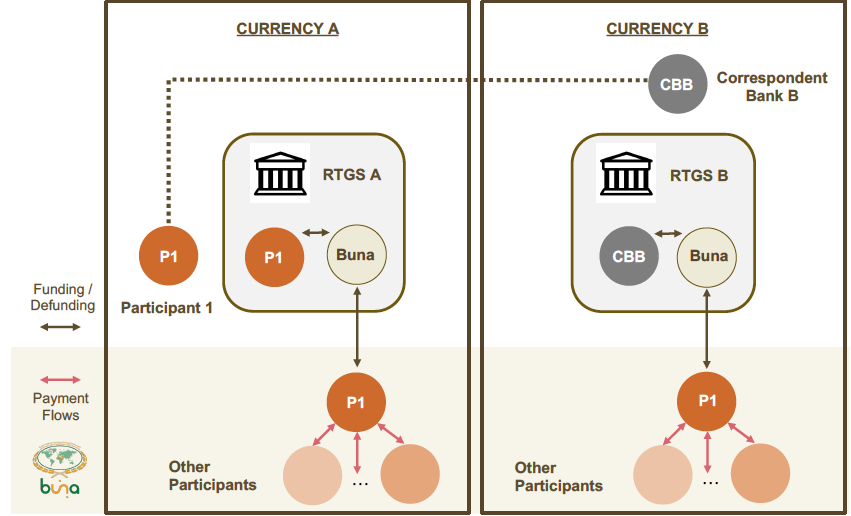 CURRENCY A
CURRENCY B
CBB
Correspondent
Bank B
RTGS A
RTGS B
P1
P1
Buna
CBB
Buna
Participant 1
Funding /
Defunding
Payment
Flows
P1
P1
Other
Participants
...
Other
Participants
...
buna